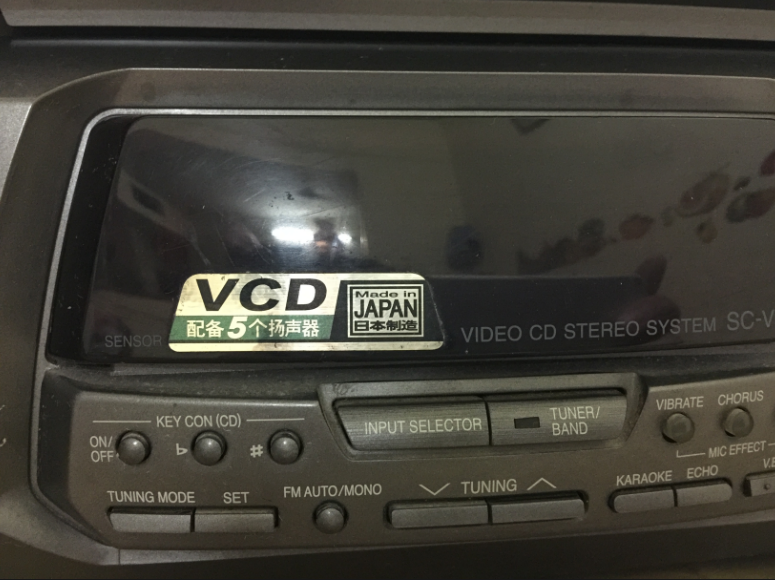 VCD
配备5个扬声器
Made in
JAPAN
日本制造
SENSOR
VIDEO CD STEREO SYSTEM SC-V
KEY CON (CD)
ON/
OFF
♭
♯
INPUT SELECTOR
TUNER/
BAND
VIBRATE
CHORUS
MIC EFFECT
TUNING MODE
SET
FM AUTO/MONO
TUNING
KARAOKE
ECHO